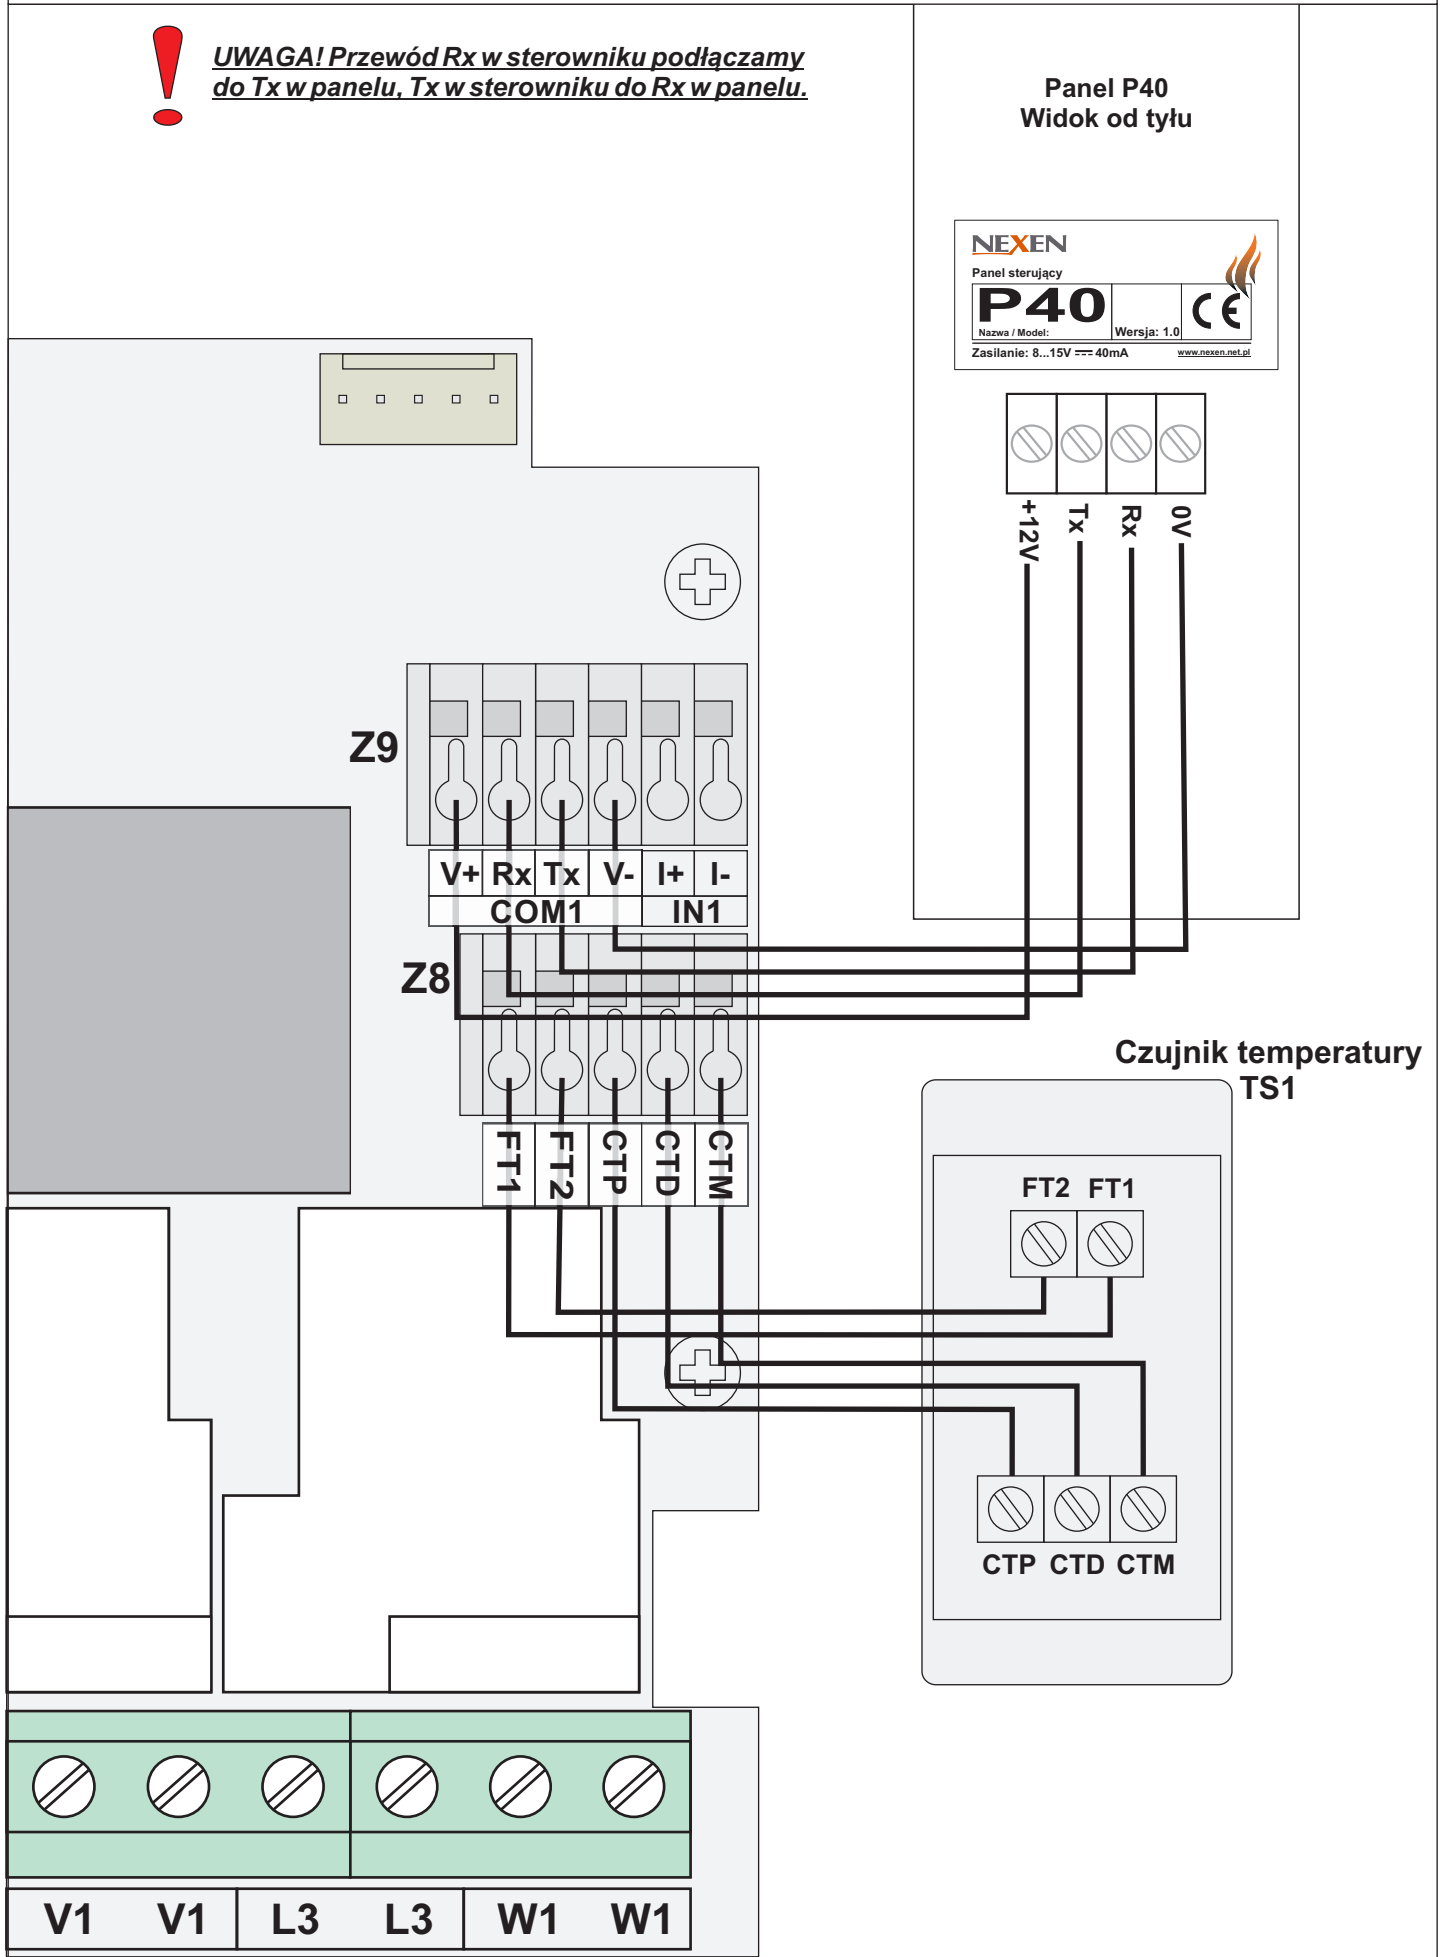 UWAGA! Przewód Rx w sterowniku podłączamy
do Tx w panelu, Tx w sterowniku do Rx w panelu.
Panel P40
Widok od tyłu
NEXEN
Panel sterujący
P40
Nazwa / Model:
Wersja: 1.0
CE
Zasilanie: 8...15V 40mA
www.nexen.net.pl
+12V Tx Rx 0V
Z9
V+ Rx Tx V- I+ I-
COM1 IN1
Z8
Czujnik temperatury
TS1
FT1 FT2 CTP CTD CTM
FT2 FT1
CTP CTD CTM
V1 V1 L3 L3 W1 W1